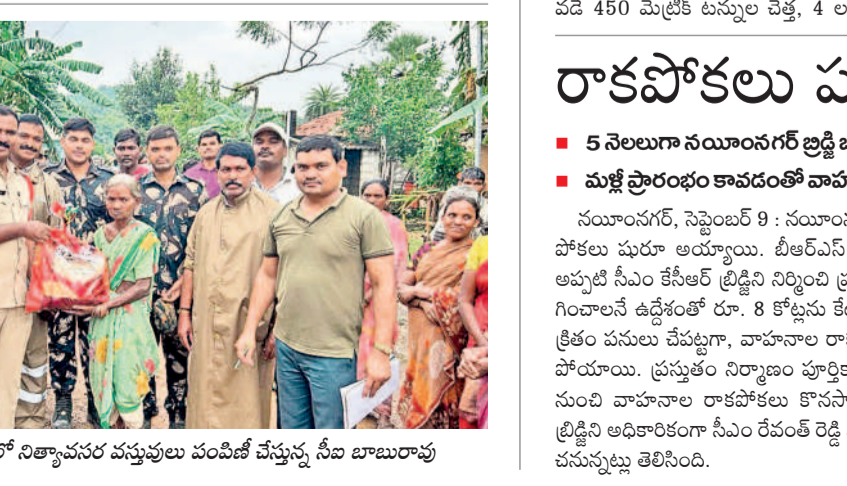 లో నిత్యావసర వస్తువులు పంపిణీ చేస్తున్న సీఐ బాబురావు
వడె 450 మెట్రిక్ టన్నుల చెత్త, 4
రాకపోకలు
5 నెలలుగా నయీంనగర్ బ్రిడ్జి
మళ్లీ ప్రారంభం కావడంతో
నయీంనగర్, సెప్టెంబర్ 9 :
పోకలు షురూ అయ్యాయి. బీఆర్ఎస్
అప్పటి సీఎం కేసీఆర్ బ్రిడ్జిని నిర్మించి
గించాలనే ఉద్దేశంతో రూ. 8 కోట్లను
క్రితం పనులు చేపట్టగా, వాహనాల
పోయాయి. ప్రస్తుతం నిర్మాణం
నుంచి వాహనాల రాకపోకలు
బ్రిడ్జిని అధికారికంగా సీఎం రేవంత్ రెడ్డి
చనున్నట్లు తెలిసింది.